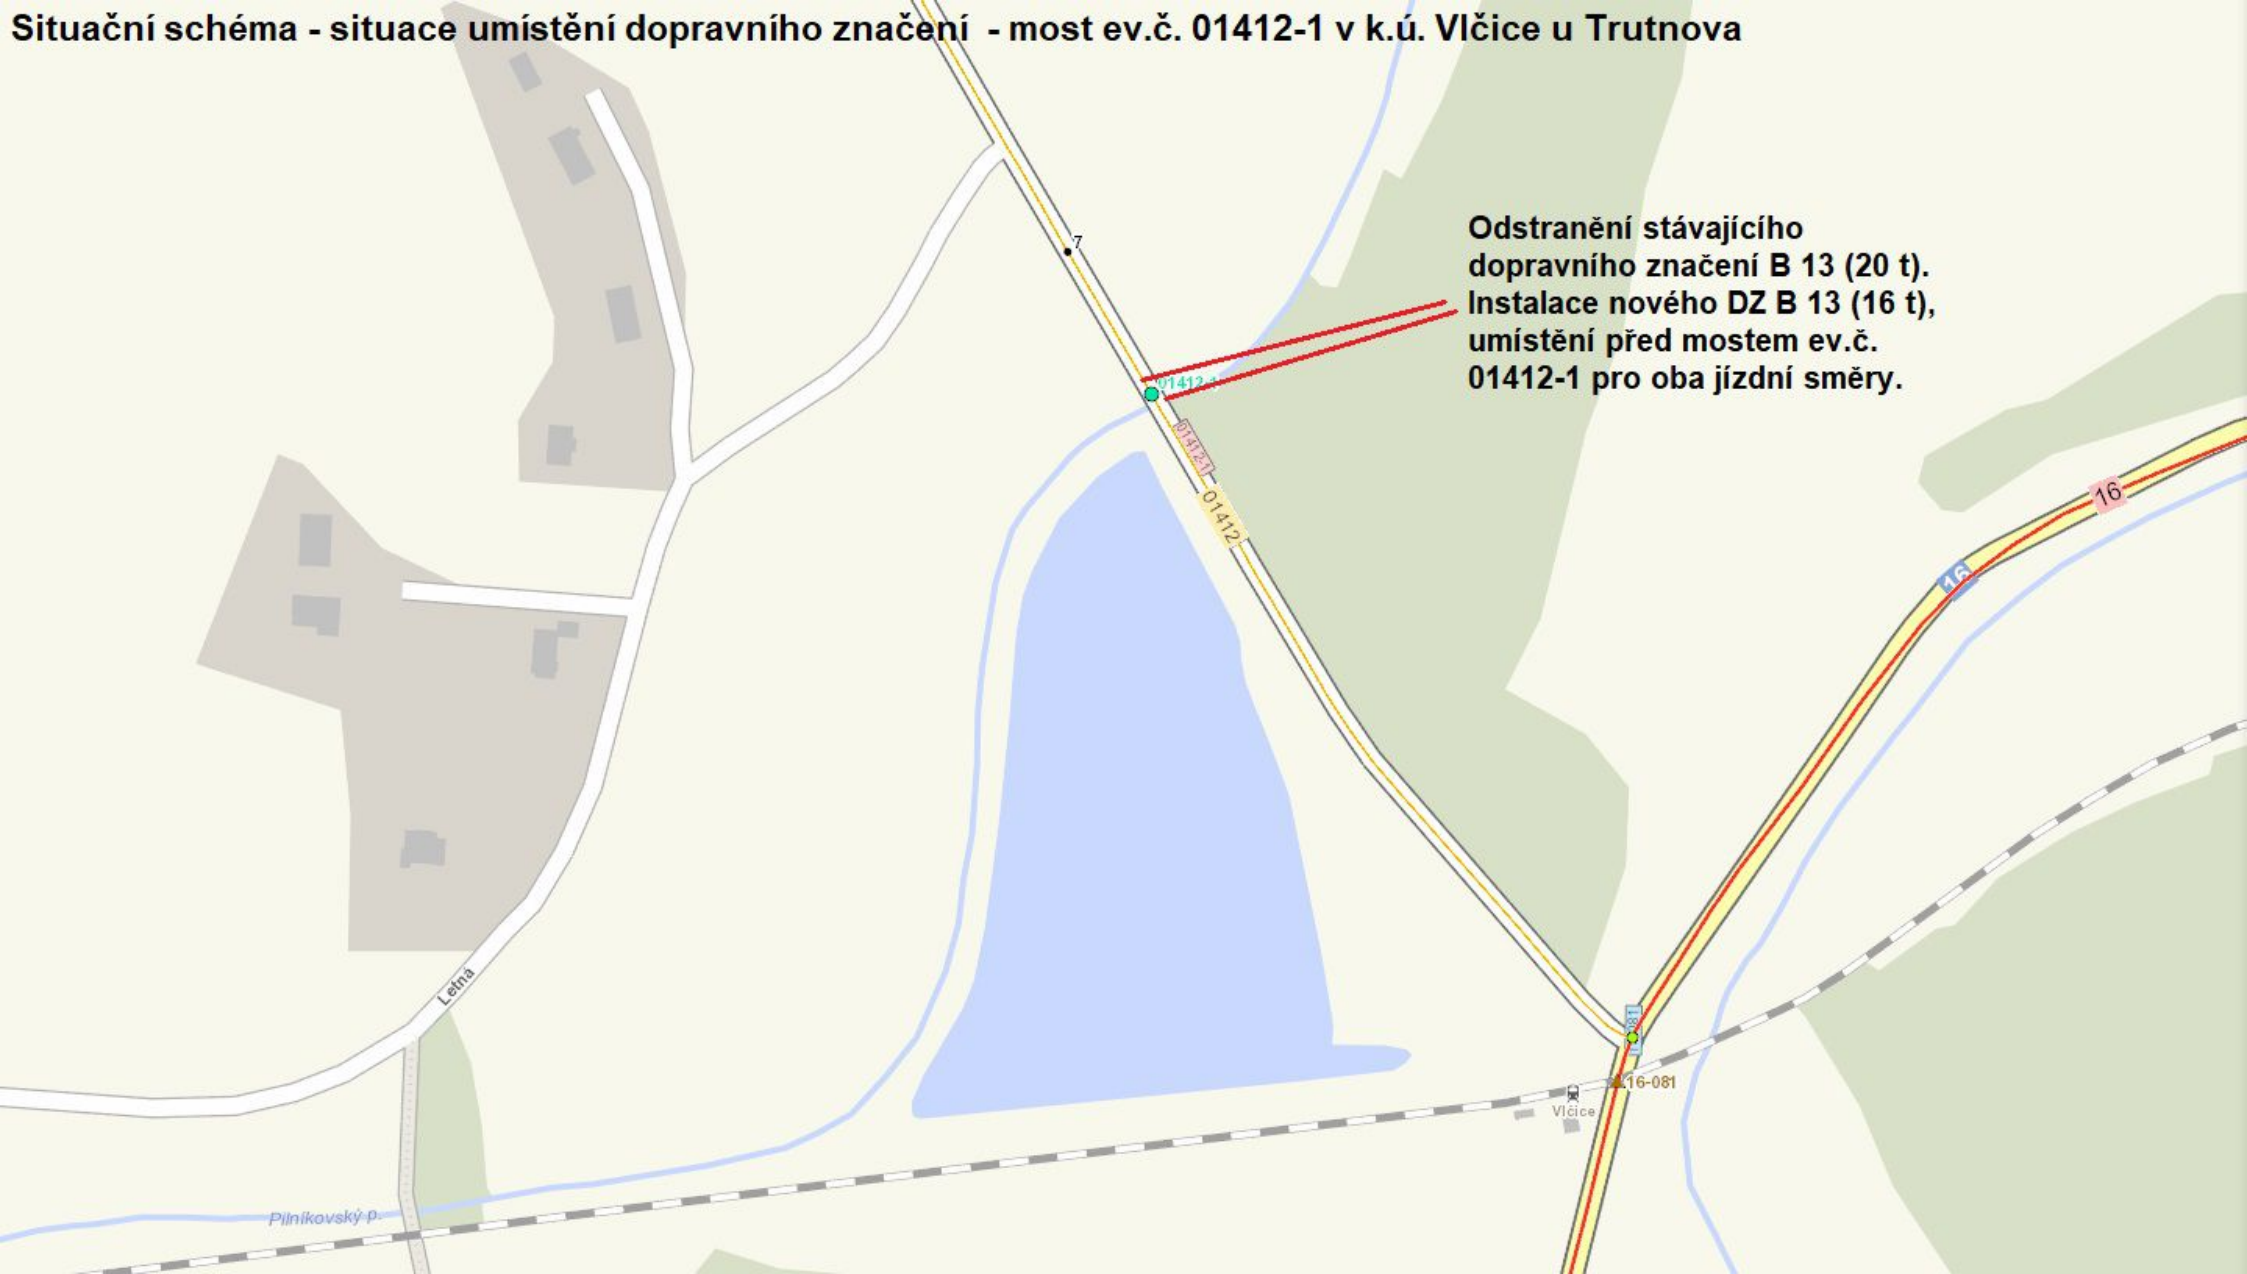 Situační schéma - situace umístění dopravního značení - most ev.č. 01412-1 v k.ú. Vlčice u Trutnova
7
Odstranění stávajícího
dopravního značení B 13 (20 t).
Instalace nového DZ B 13 (16 t),
umístění před mostem ev.č.
01412-1 pro oba jízdní směry.
01412-1
01412-1
01412
16
16
Letná
16-081
Vlčice
Pilníkovský p.